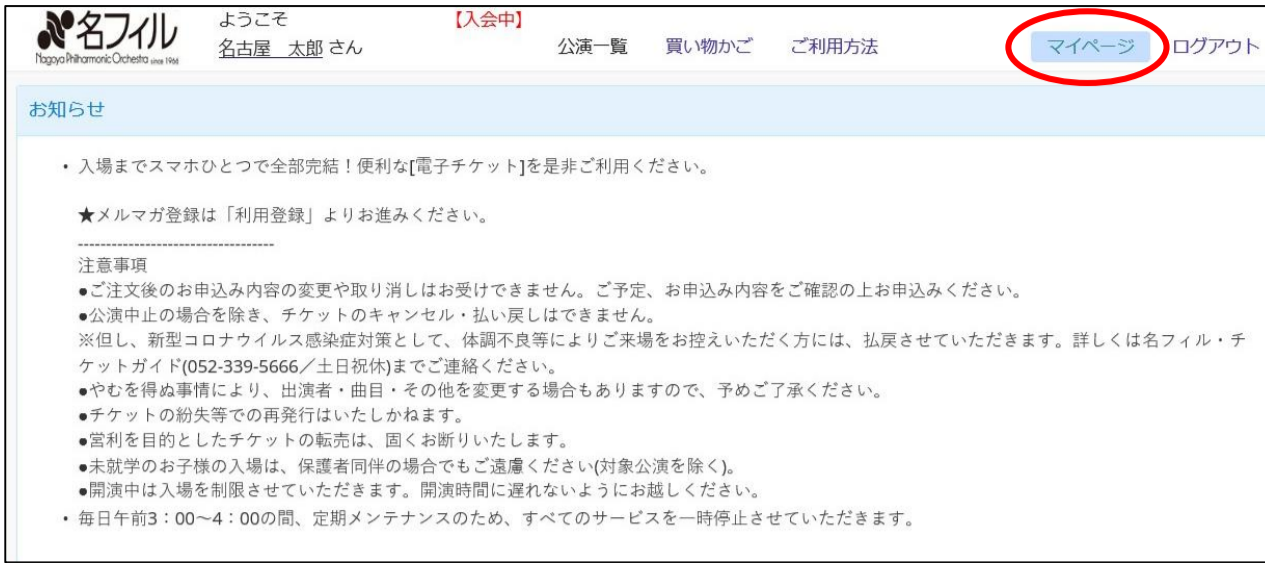 名フィル
Nagoya Philharmonic Orchestra since 1966
ようこそ
名古屋　太郎 さん
【入会中】
公演一覧　買い物かご　ご利用方法　マイページ　ログアウト
お知らせ
・入場までスマホひとつで全部完結！便利な[電子チケット]を是非ご利用ください。
★メルマガ登録は「利用登録」よりお進みください。
-----------------------------------
注意事項
●ご注文後のお申込み内容の変更や取り消しはお受けできません。ご予定、お申込み内容をご確認の上お申込みください。
●公演中止の場合を除き、チケットのキャンセル・払い戻しはできません。
※但し、新型コロナウイルス感染症対策として、体調不良等によりご来場をお控えいただく方には、払戻させていただきます。詳しくは名フィル・チ
ケットガイド(052-339-5666／土日祝休)までご連絡ください。
●やむを得ぬ事情により、出演者・曲目・その他を変更する場合もありますので、予めご了承ください。
●チケットの紛失等での再発行はいたしかねます。
●営利を目的としたチケットの転売は、固くお断りいたします。
●未就学のお子様の入場は、保護者同伴の場合でもご遠慮ください(対象公演を除く)。
●開演中は入場を制限させていただきます。開演時間に遅れないようにお越しください。
・毎日午前3：00～4：00の間、定期メンテナンスのため、すべてのサービスを一時停止させていただきます。